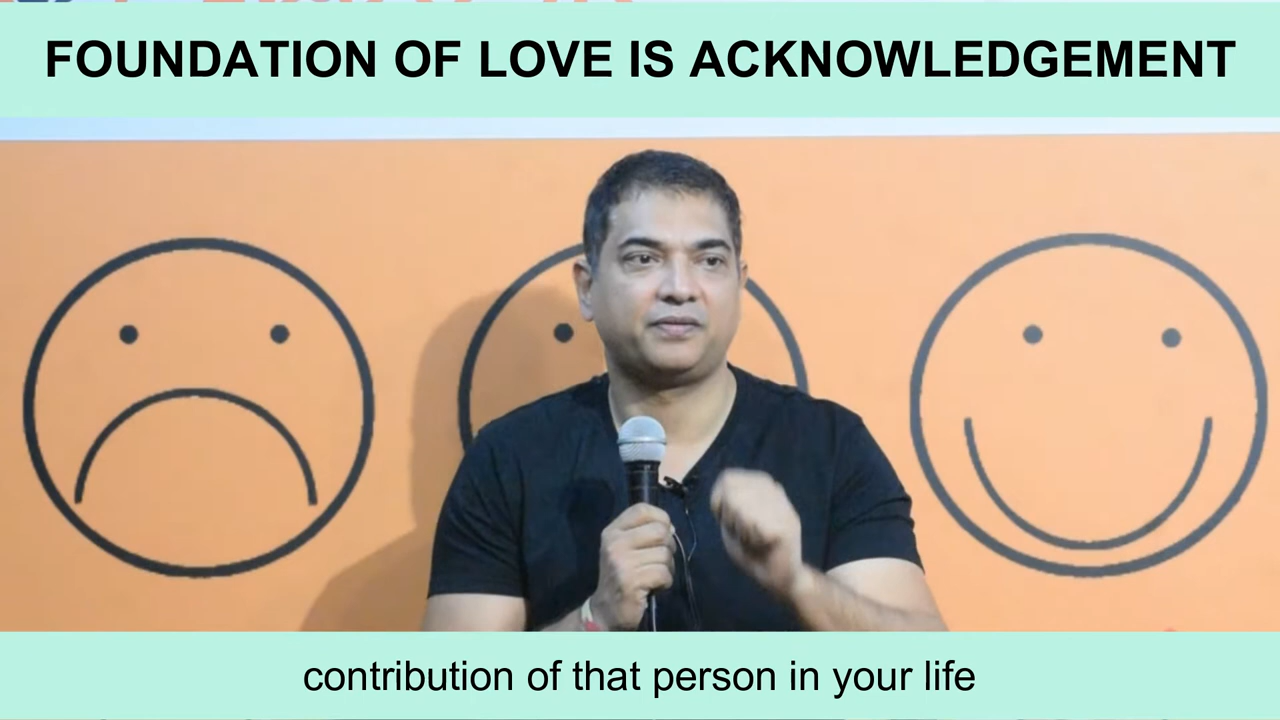 FOUNDATION OF LOVE IS ACKNOWLEDGEMENT
contribution of that person in your life